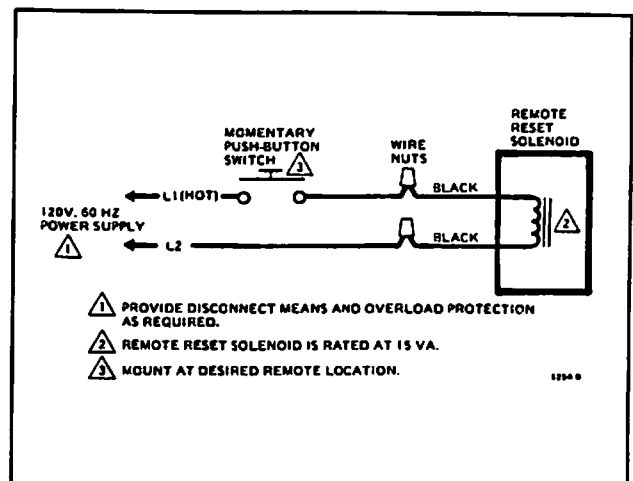 REMOTE
RESET
SOLENOID
MOMENTARY
PUSH-BUTTON
SWITCH 3
WIRE
NUTS
L1 (HOT)
BLACK
120V. 60 HZ
POWER SUPPLY
1
2
L2
BLACK
1 PROVIDE DISCONNECT MEANS AND OVERLOAD PROTECTION
AS REQUIRED.
2 REMOTE RESET SOLENOID IS RATED AT 15 VA.
3 MOUNT AT DESIRED REMOTE LOCATION.